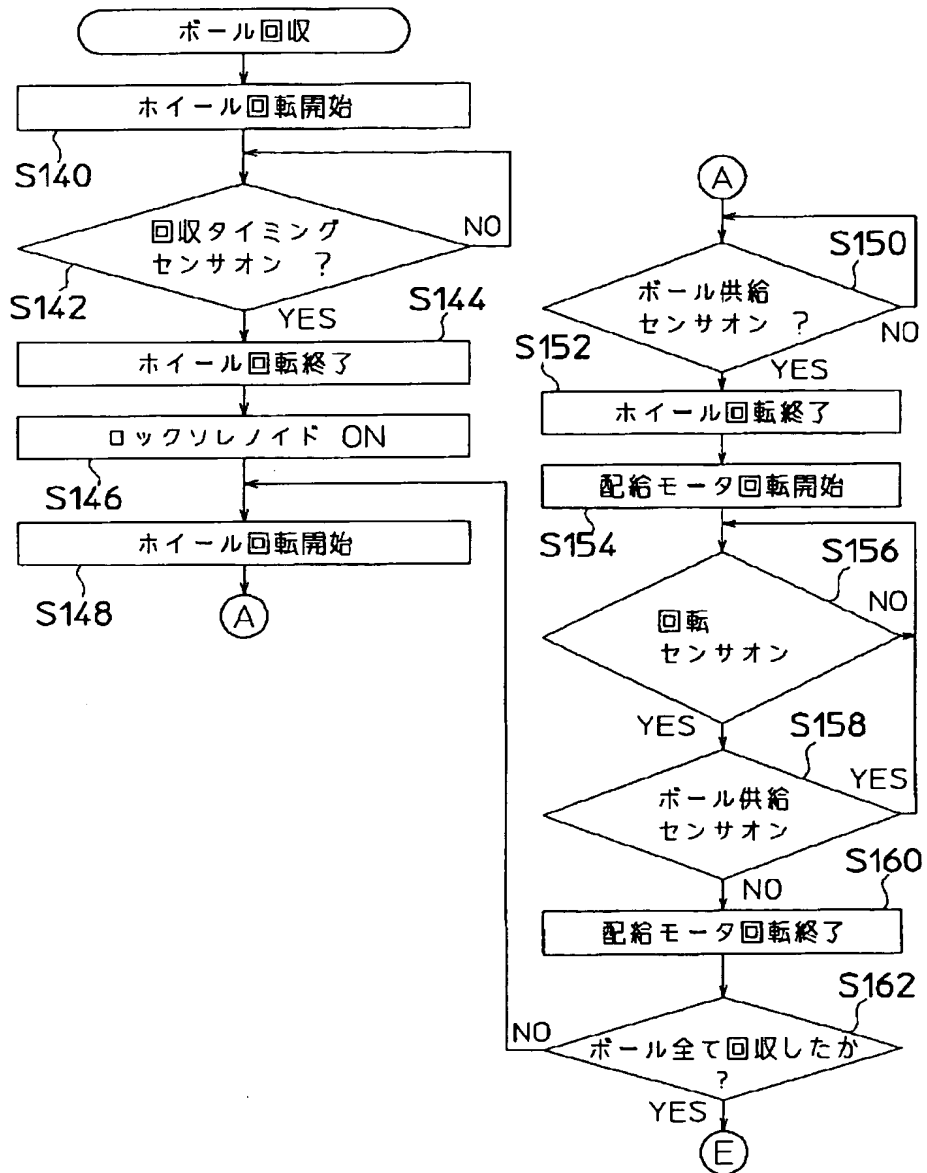 ボール回収
ホイール回転開始
S140
回収タイミング
センサオン ?
NO
S142
YES
S144
ホイール回転終了
ロックソレノイド ON
S146
ホイール回転開始
S148
A
A
S150
ボール供給
センサオン ?
NO
S152
YES
ホイール回転終了
配給モータ回転開始
S154
S156
NO
回転
センサオン
YES
S158
YES
ボール供給
センサオン
S160
NO
配給モータ回転終了
S162
NO
ボール全て回収したか
?
YES
E